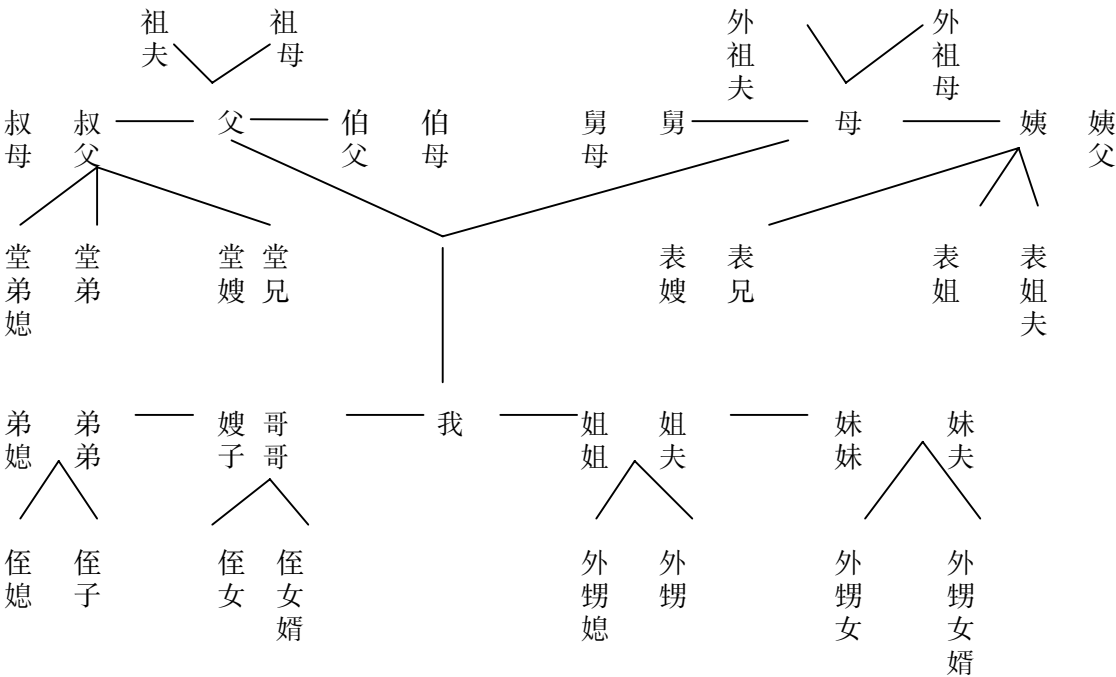 祖夫 祖母 外祖夫 外祖母
叔母 叔父 父 伯父 伯母 舅母 舅 母 姨 姨父
堂弟媳 堂弟 堂嫂 堂兄 表嫂 表兄 表姐 表姐夫
弟媳 弟弟 嫂子 哥哥 我 姐姐 姐夫 妹妹 妹夫
侄媳 侄子 侄女 侄女婿 外甥媳 外甥 外甥女 外甥女婿